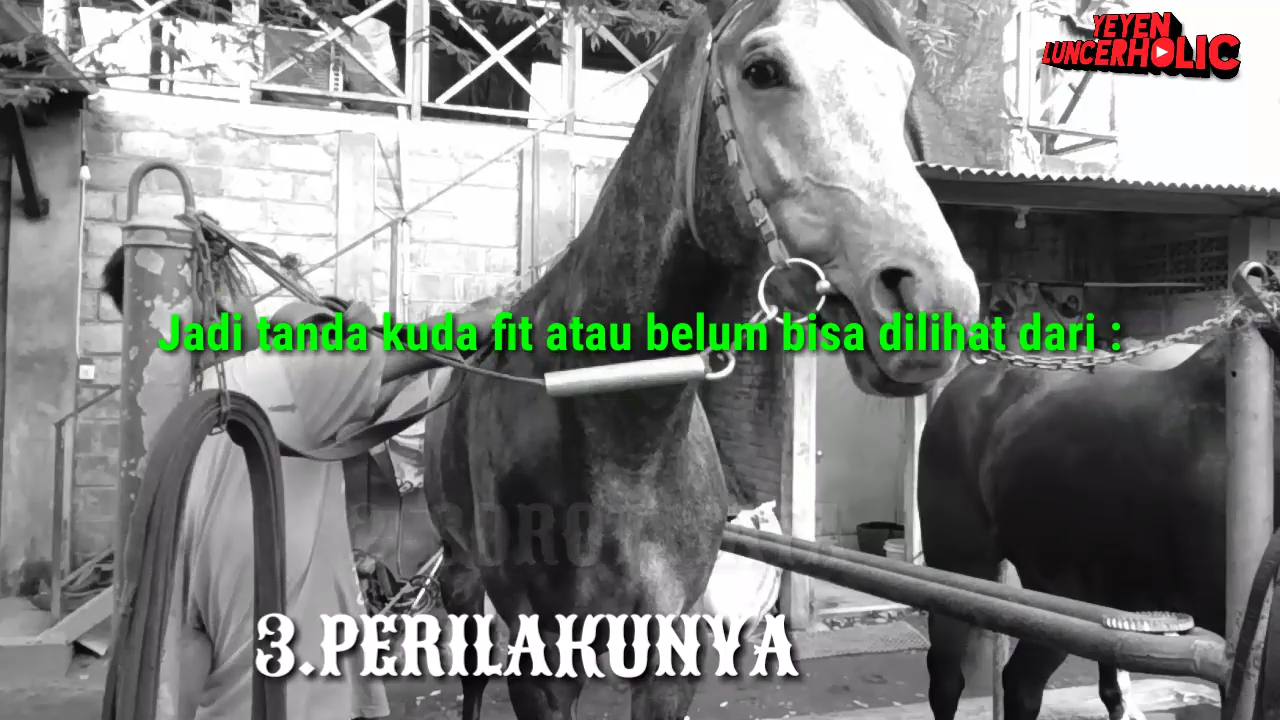 YEYEN
LUNCERHOLIC
Jadi tanda kuda fit atau belum bisa dilihat dari :
3.PERILAKUNYA